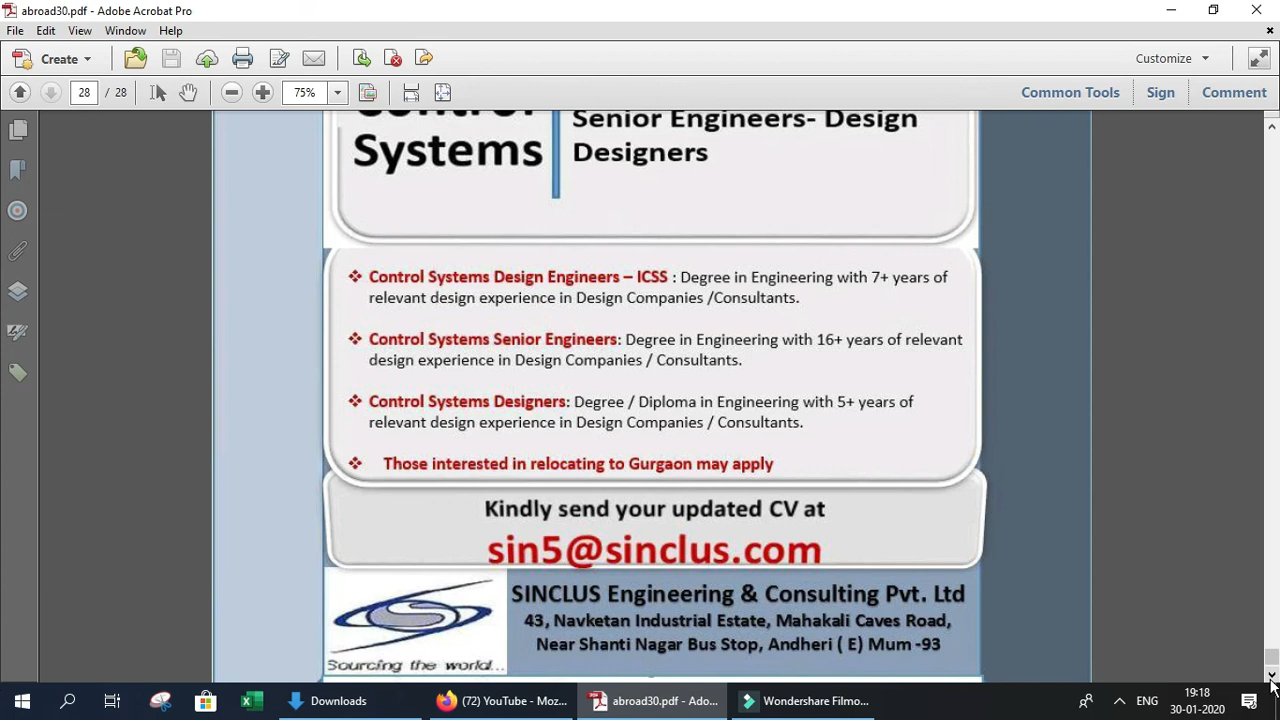 abroad30.pdf - Adobe Acrobat Pro
File Edit View Window Help
Create Customize
28 / 28 75% Common Tools Sign Comment
Control
Systems
Senior Engineers- Design
Designers
❖ Control Systems Design Engineers – ICSS : Degree in Engineering with 7+ years of
relevant design experience in Design Companies /Consultants.
❖ Control Systems Senior Engineers: Degree in Engineering with 16+ years of relevant
design experience in Design Companies / Consultants.
❖ Control Systems Designers: Degree / Diploma in Engineering with 5+ years of
relevant design experience in Design Companies / Consultants.
❖ Those interested in relocating to Gurgaon may apply
Kindly send your updated CV at
sin5@sinclus.com
Sourcing the world...
SINCLUS Engineering & Consulting Pvt. Ltd
43, Navketan Industrial Estate, Mahakali Caves Road,
Near Shanti Nagar Bus Stop, Andheri ( E) Mum -93
Downloads (72) YouTube - Moz... abroad30.pdf - Ado... Wondershare Filmo... ENG 19:18
30-01-2020